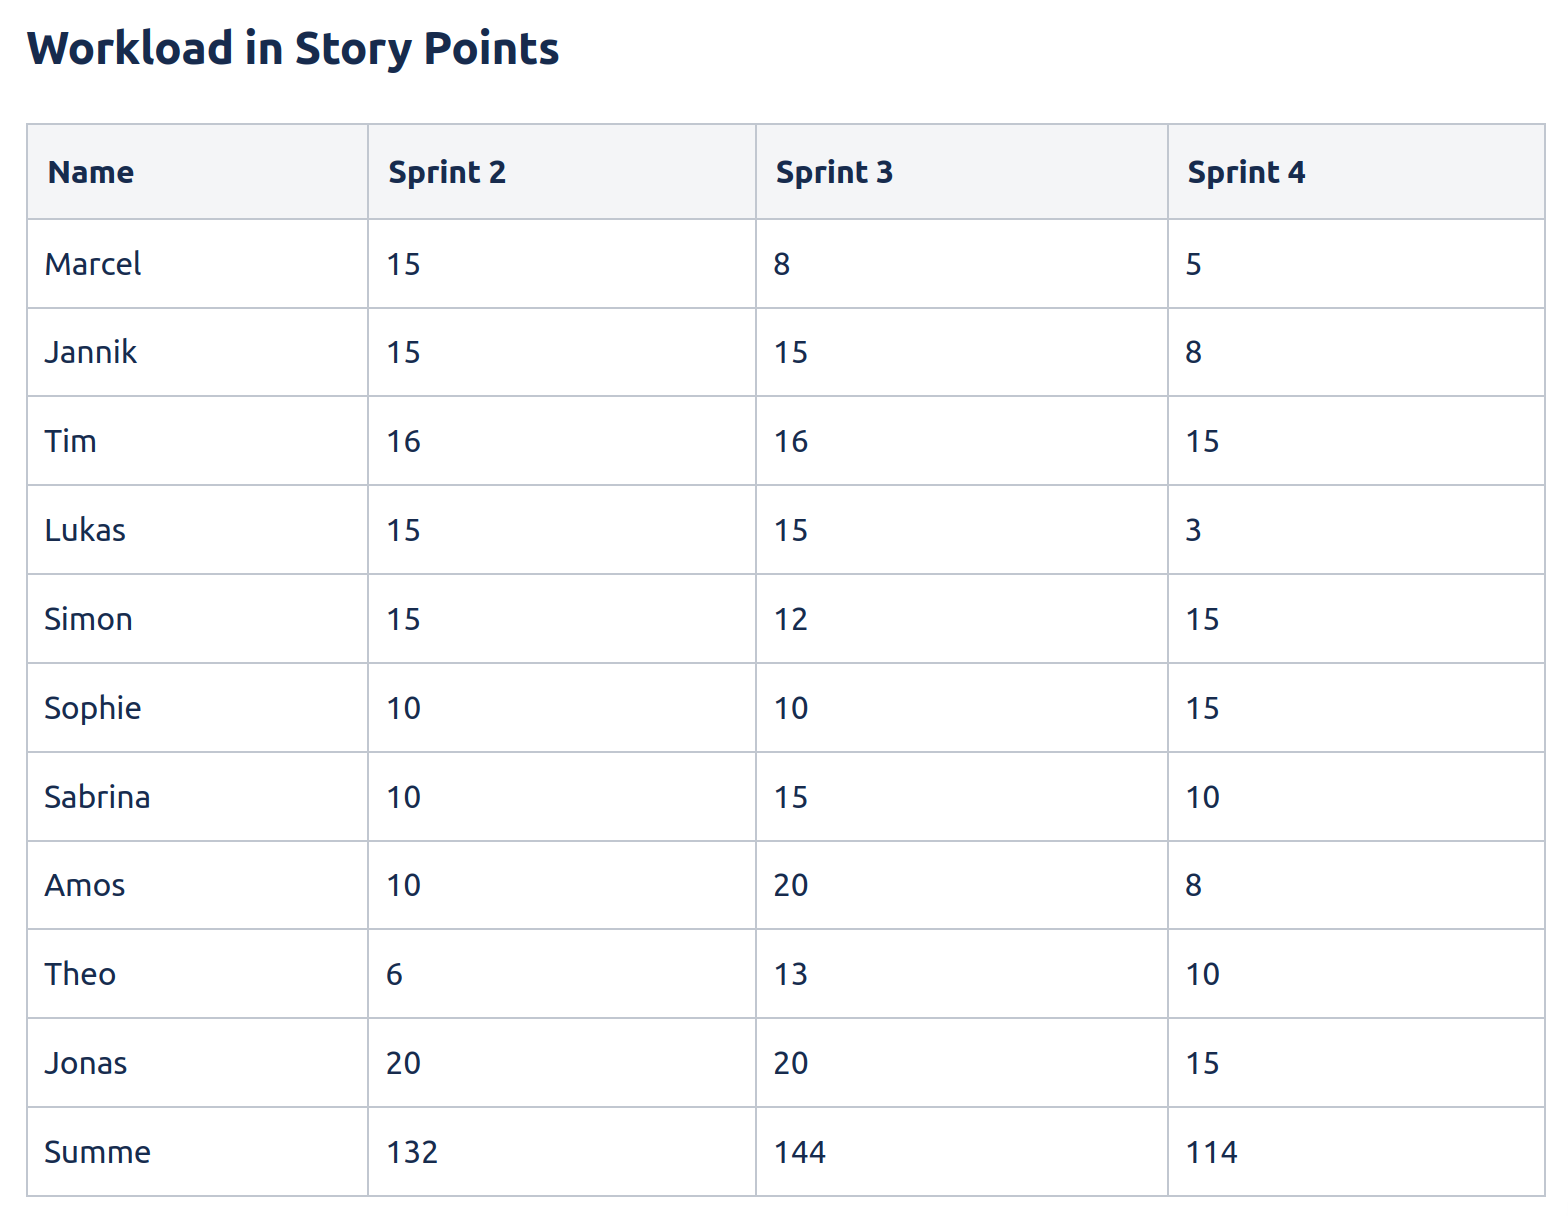 Workload in Story Points
Name Sprint 2 Sprint 3 Sprint 4
Marcel 15 8 5
Jannik 15 15 8
Tim 16 16 15
Lukas 15 15 3
Simon 15 12 15
Sophie 10 10 15
Sabrina 10 15 10
Amos 10 20 8
Theo 6 13 10
Jonas 20 20 15
Summe 132 144 114